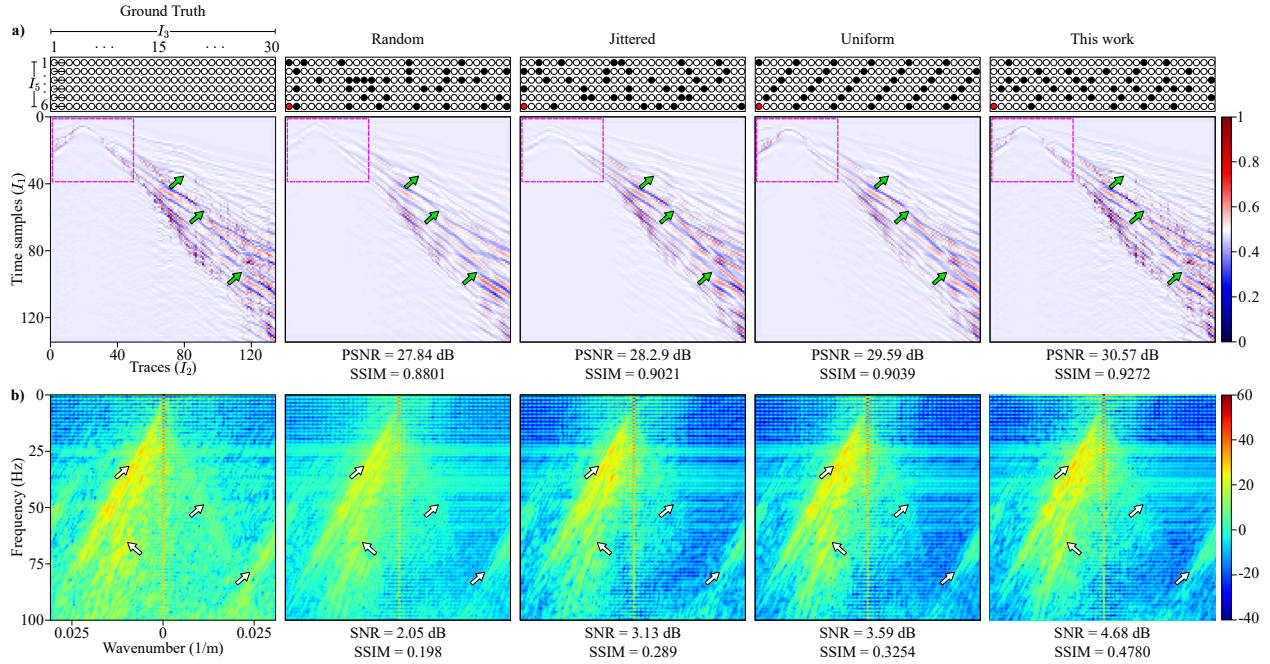 Ground Truth
a)
I3
1 ... 15 ... 30
Random
Jittered
Uniform
This work
1
I5
6
0
40
80
120
Time samples (I1)
0 40 80 120
Traces (I2)
1
0.8
0.6
0.4
0.2
0
PSNR = 27.84 dB
SSIM = 0.8801
PSNR = 28.2.9 dB
SSIM = 0.9021
PSNR = 29.59 dB
SSIM = 0.9039
PSNR = 30.57 dB
SSIM = 0.9272
b)
0
25
50
75
100
Frequency (Hz)
0.025 0 0.025
Wavenumber (1/m)
60
40
20
0
-20
-40
SNR = 2.05 dB
SSIM = 0.198
SNR = 3.13 dB
SSIM = 0.289
SNR = 3.59 dB
SSIM = 0.3254
SNR = 4.68 dB
SSIM = 0.4780